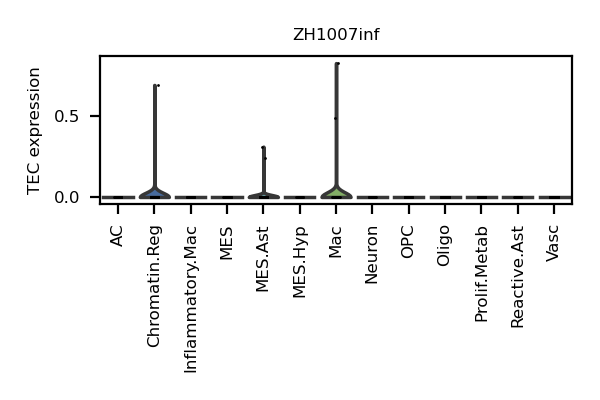 ZH1007inf
TEC expression
0.5
0.0
AC
Chromatin.Reg
Inflammatory.Mac
MES
MES.Ast
MES.Hyp
Mac
Neuron
OPC
Oligo
Prolif.Metab
Reactive.Ast
Vasc